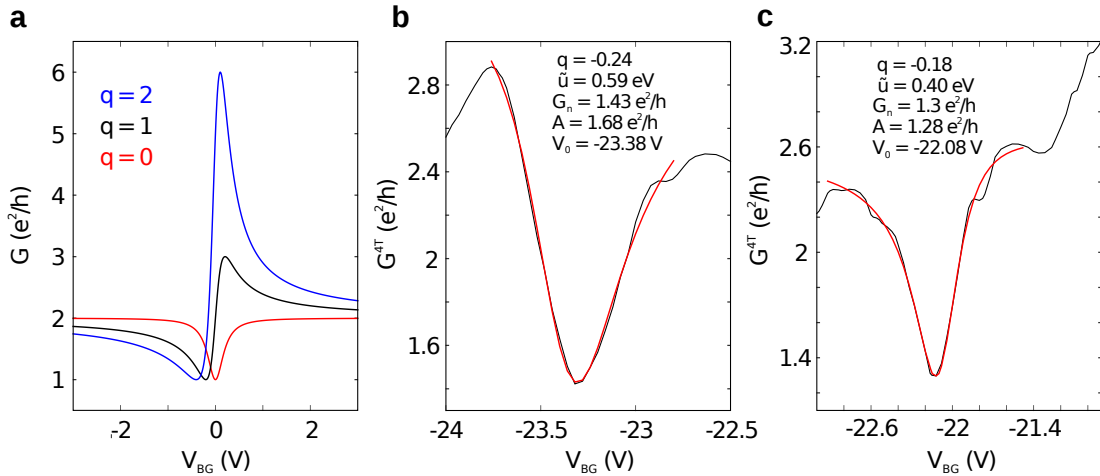 a
G (e²/h)
6
5
4
3
2
1
q = 2
q = 1
q = 0
-2
0
2
V_BG (V)
b
G^4T (e²/h)
2.8
2.4
2
1.6
q = -0.24
ũ = 0.59 eV
G_n = 1.43 e²/h
A = 1.68 e²/h
V_0 = -23.38 V
-24
-23.5
-23
-22.5
V_BG (V)
c
G^4T (e²/h)
3.2
2.6
2
1.4
q = -0.18
ũ = 0.40 eV
G_n = 1.3 e²/h
A = 1.28 e²/h
V_0 = -22.08 V
-22.6
-22
-21.4
V_BG (V)